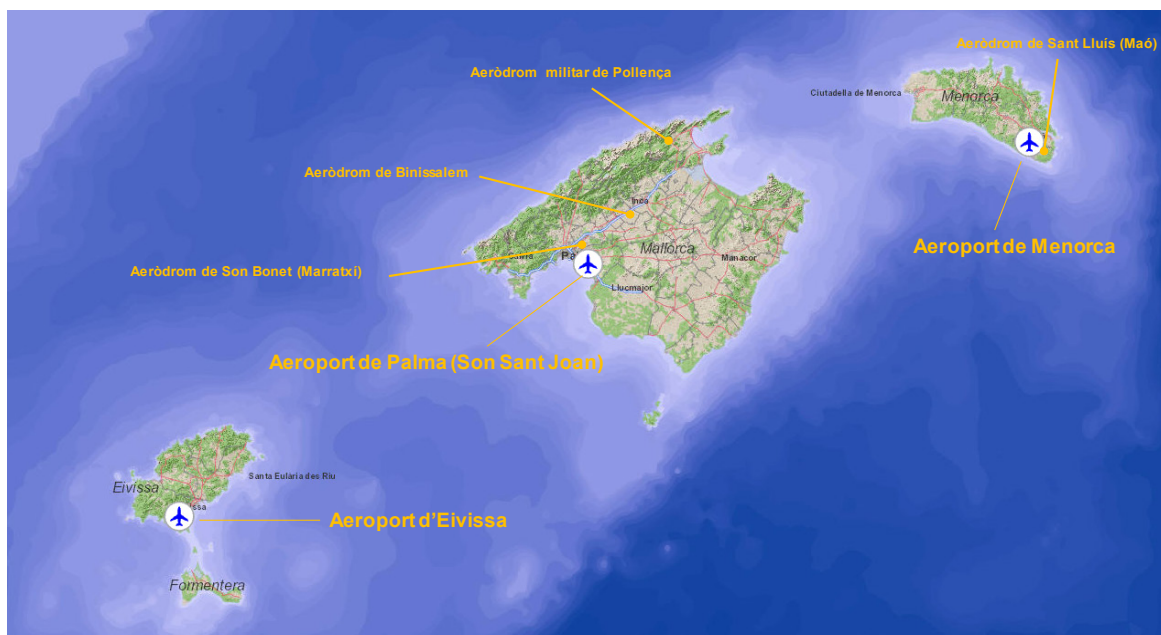 Aeròdrom de Sant Lluís (Maó)
Aeròdrom militar de Pollença
Ciutadella de Menorca
Menorca
Aeròdrom de Binissalem
Inca
Mallorca
Aeroport de Menorca
Manacor
Aeròdrom de Son Bonet (Marratxí)
Llucmajor
Aeroport de Palma (Son Sant Joan)
Santa Eulària des Riu
Eivissa
Aeroport d'Eivissa
Formentera